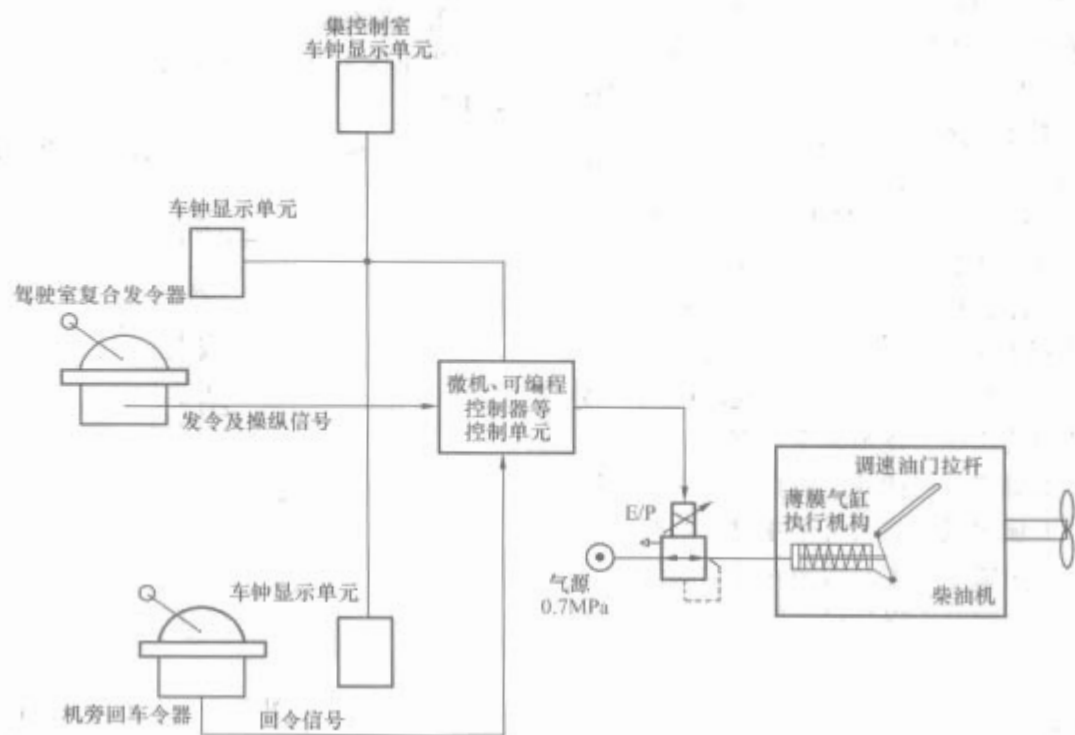 集控制室
车钟显示单元
车钟显示单元
驾驶室复合发令器
发令及操纵信号
微机、可编程
控制器等
控制单元
E/P
气源
0.7MPa
调速油门拉杆
薄膜气缸
执行机构
柴油机
车钟显示单元
机旁回车令器
回令信号